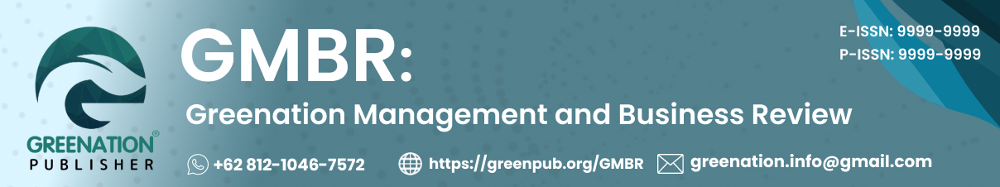 GMBR:
Greenation Management and Business Review
E-ISSN: 9999-9999
P-ISSN: 9999-9999
GREENATION®
PUBLISHER
+62 812-1046-7572
https://greenpub.org/GMBR
greenation.info@gmail.com